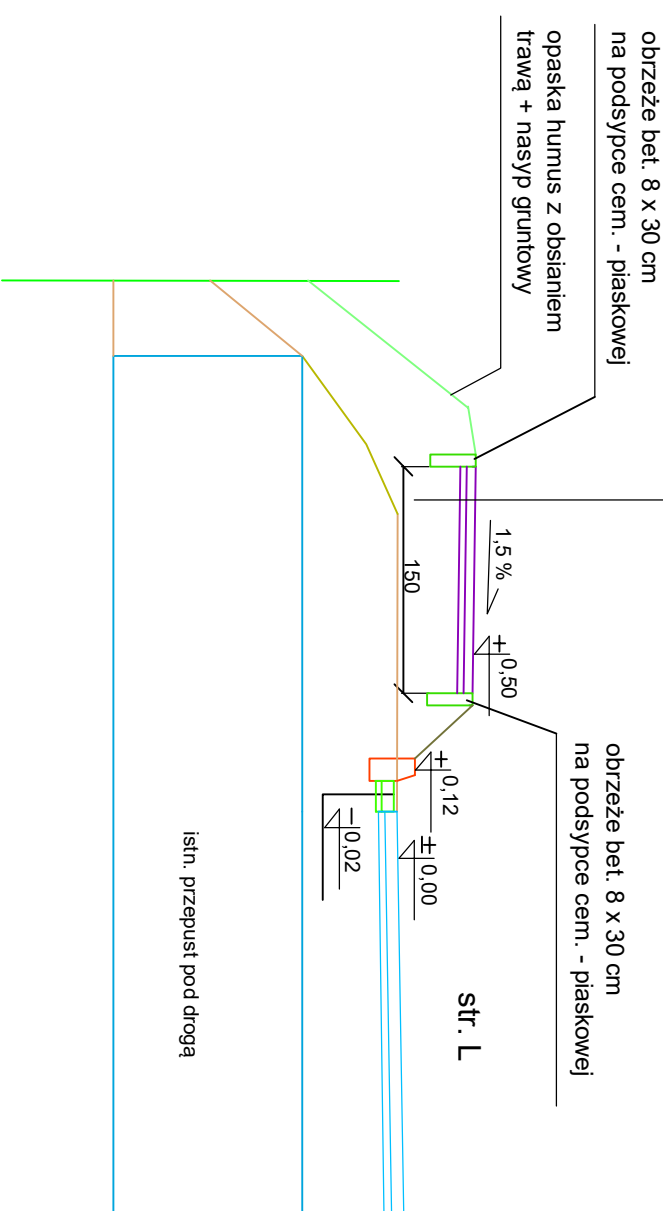 obrzeże bet. 8 x 30 cm
na podsypce cem. - piaskowej
opaska humus z obsianiem
trawą + nasyp gruntowy
1,5 %
150
+0,50
obrzeże bet. 8 x 30 cm
na podsypce cem. - piaskowej
+0,12
±0,00
-0,02
str. L
istn. przepust pod drogą